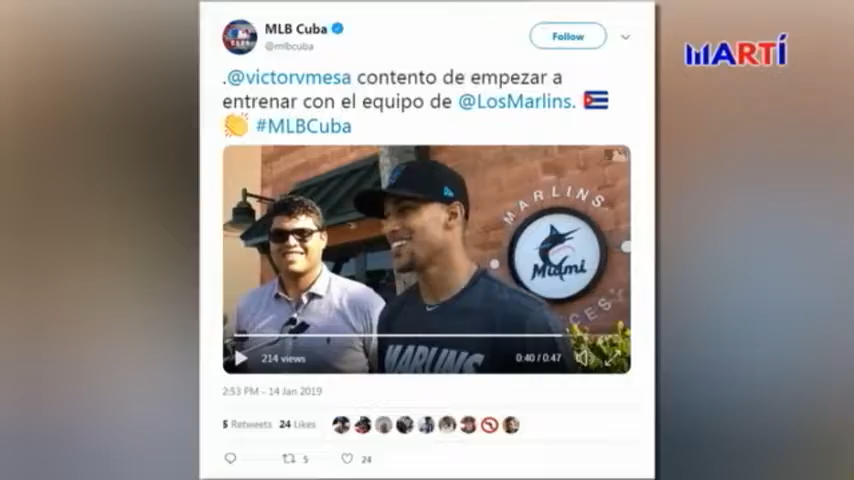 MLB Cuba
@mlbcuba
Follow
MARTÍ
.@victorvmesa contento de empezar a
entrenar con el equipo de @LosMarlins.
#MLBCuba
MARLINS
Miami
MARLINS
214 views
0:40 / 0:47
2:53 PM - 14 Jan 2019
5 Retweets 24 Likes
5
24